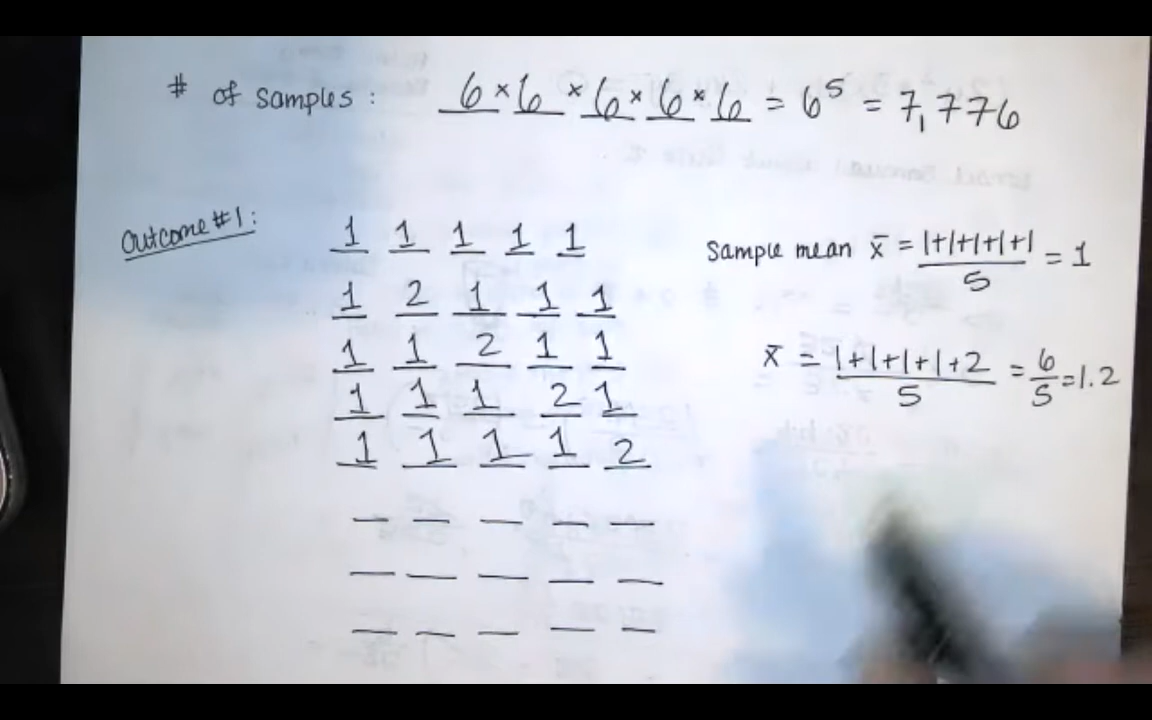 # of samples: 6 × 6 × 6 × 6 × 6 = 6^5 = 7,776
Outcome #1: 1 1 1 1 1 Sample mean x̄ = 1+1+1+1+1 / 5 = 1
1 2 1 1 1
1 1 2 1 1 x̄ = 1+1+1+1+2 / 5 = 6/5 = 1.2
1 1 1 2 1
1 1 1 1 2